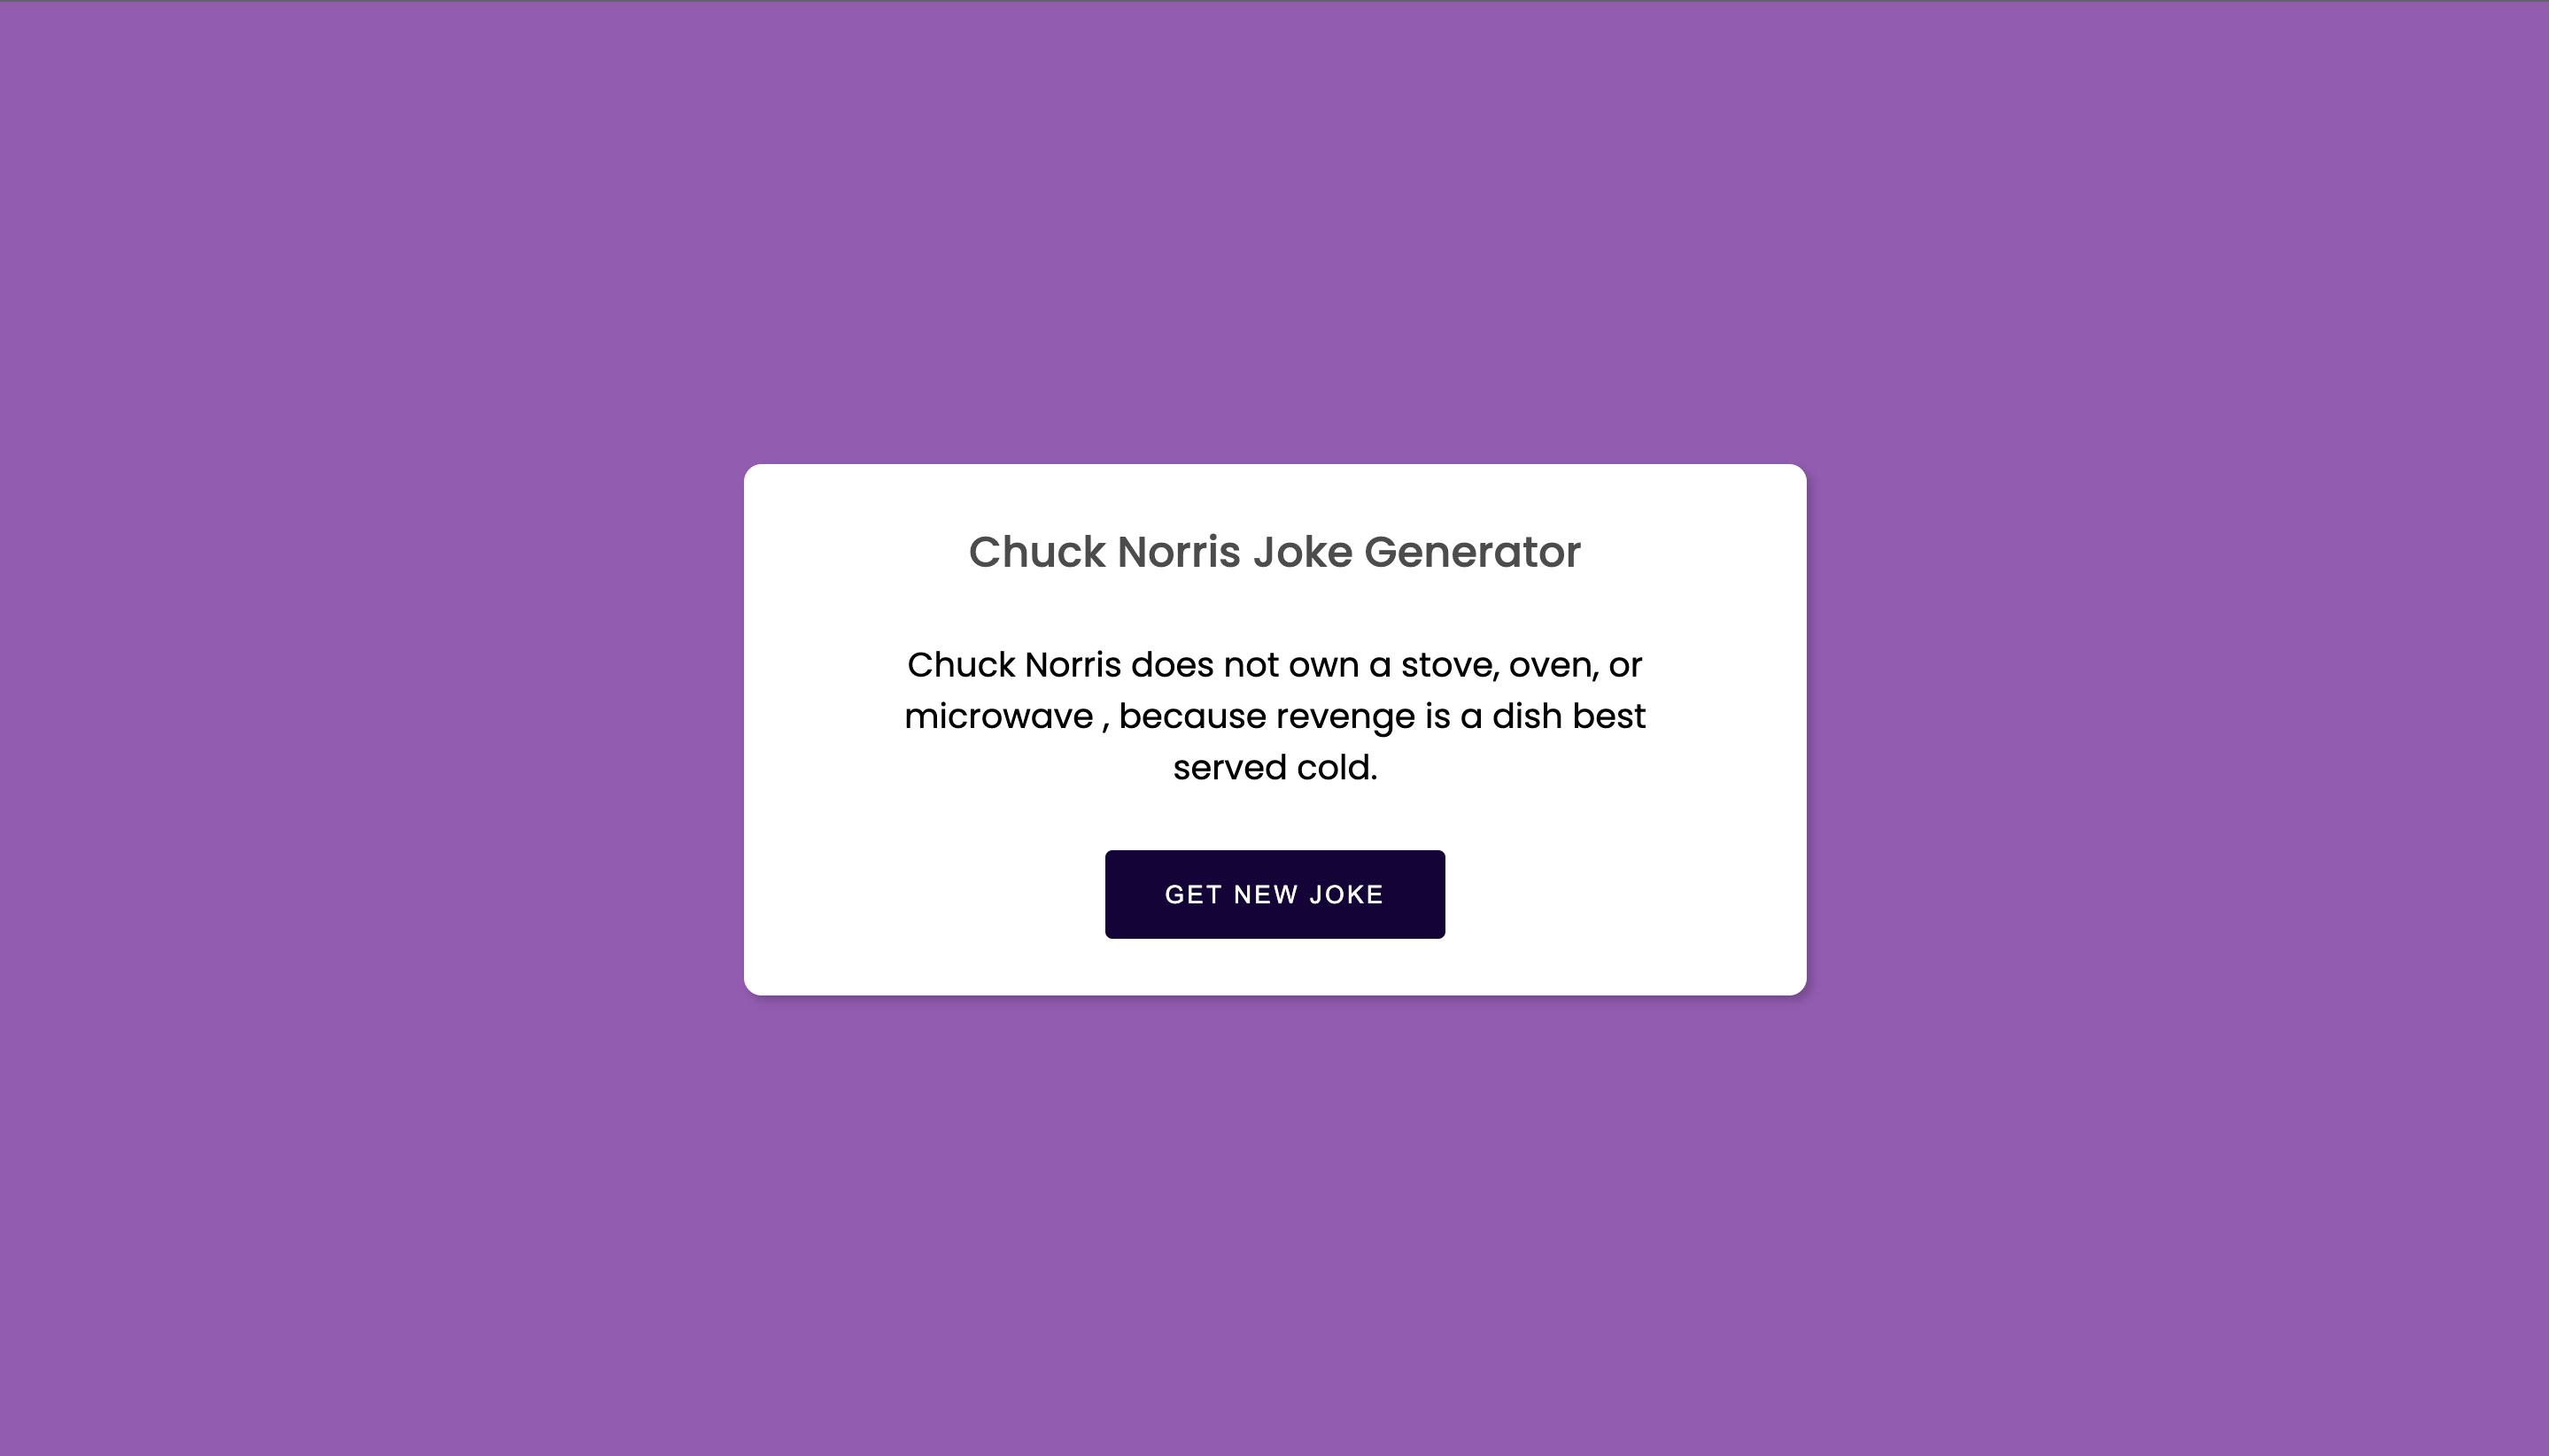 Chuck Norris Joke Generator
Chuck Norris does not own a stove, oven, or
microwave , because revenge is a dish best
served cold.
GET NEW JOKE